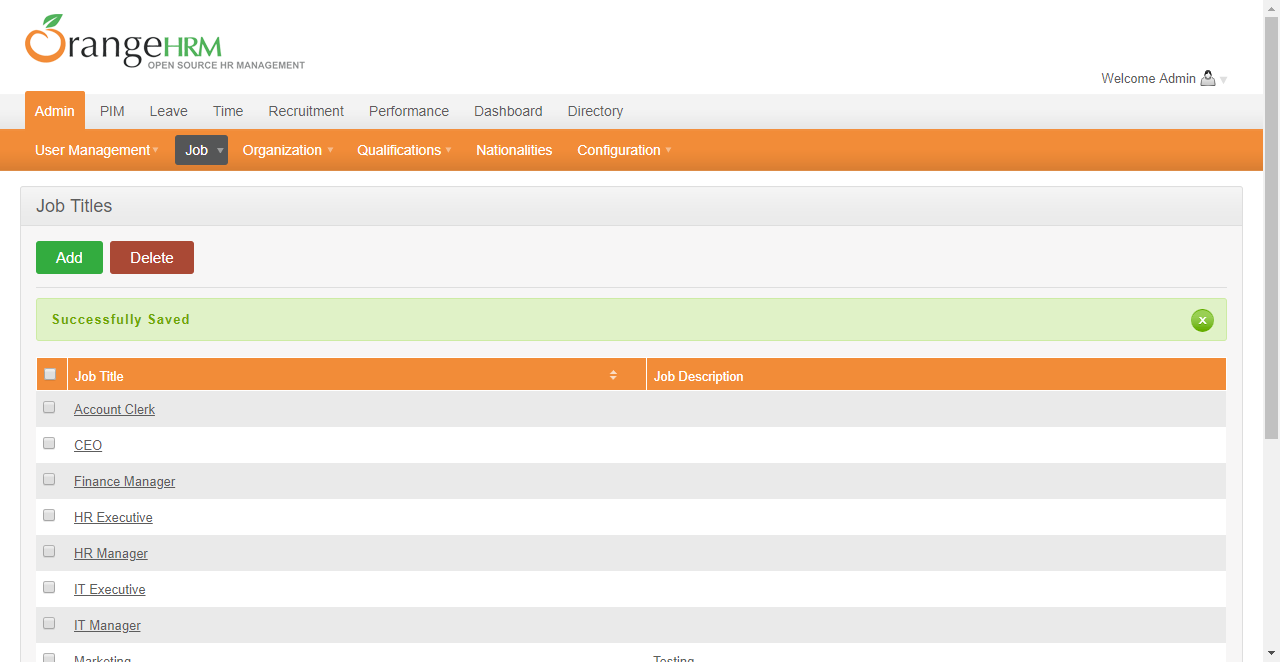 OrangeHRM
OPEN SOURCE HR MANAGEMENT
Welcome Admin
Admin PIM Leave Time Recruitment Performance Dashboard Directory
User Management Job Organization Qualifications Nationalities Configuration
Job Titles
Add Delete
Successfully Saved
x
Job Title Job Description
Account Clerk
CEO
Finance Manager
HR Executive
HR Manager
IT Executive
IT Manager
Marketing Testing